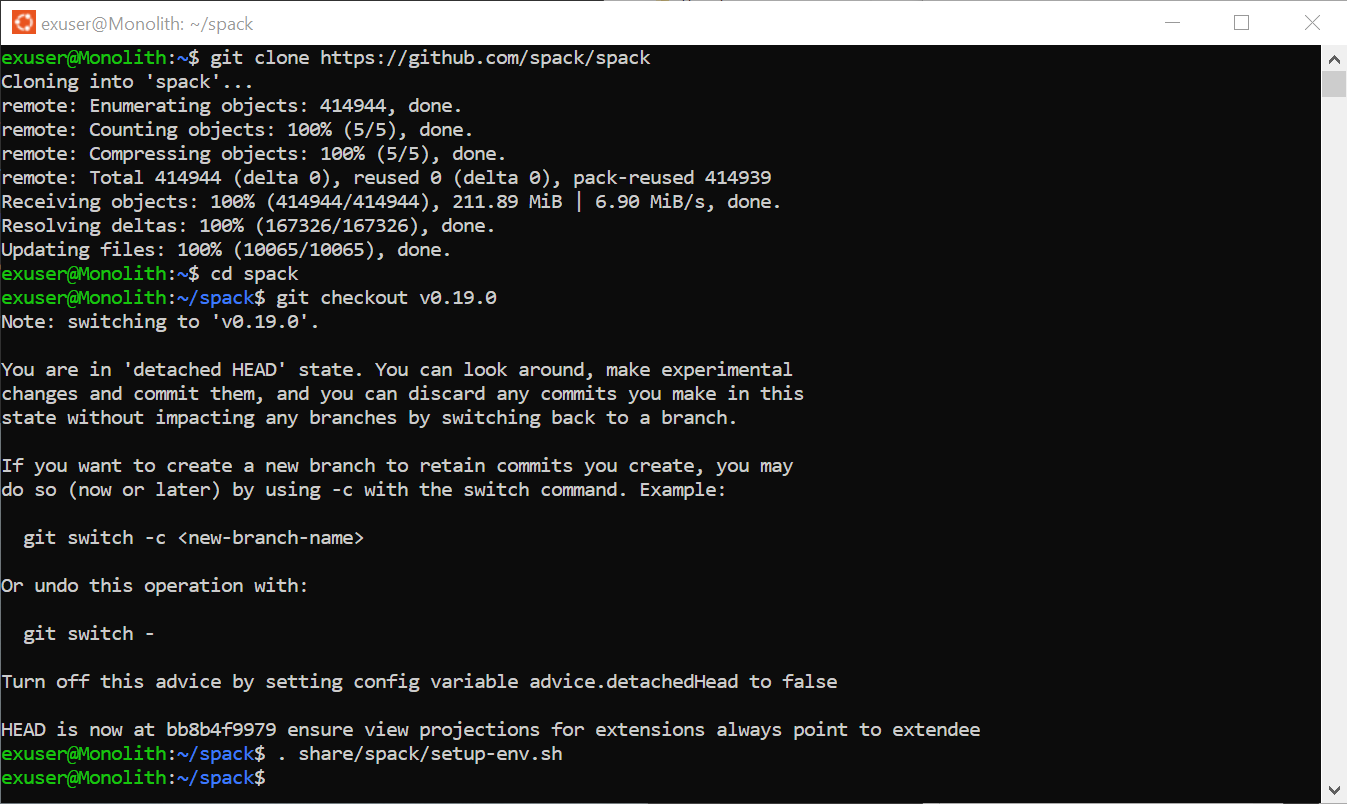 exuser@Monolith: ~/spack
exuser@Monolith:~$ git clone https://github.com/spack/spack
Cloning into 'spack'...
remote: Enumerating objects: 414944, done.
remote: Counting objects: 100% (5/5), done.
remote: Compressing objects: 100% (5/5), done.
remote: Total 414944 (delta 0), reused 0 (delta 0), pack-reused 414939
Receiving objects: 100% (414944/414944), 211.89 MiB | 6.90 MiB/s, done.
Resolving deltas: 100% (167326/167326), done.
Updating files: 100% (10065/10065), done.
exuser@Monolith:~$ cd spack
exuser@Monolith:~/spack$ git checkout v0.19.0
Note: switching to 'v0.19.0'.

You are in 'detached HEAD' state. You can look around, make experimental
changes and commit them, and you can discard any commits you make in this
state without impacting any branches by switching back to a branch.

If you want to create a new branch to retain commits you create, you may
do so (now or later) by using -c with the switch command. Example:

  git switch -c <new-branch-name>

Or undo this operation with:

  git switch -

Turn off this advice by setting config variable advice.detachedHead to false

HEAD is now at bb8b4f9979 ensure view projections for extensions always point to extendee
exuser@Monolith:~/spack$ . share/spack/setup-env.sh
exuser@Monolith:~/spack$